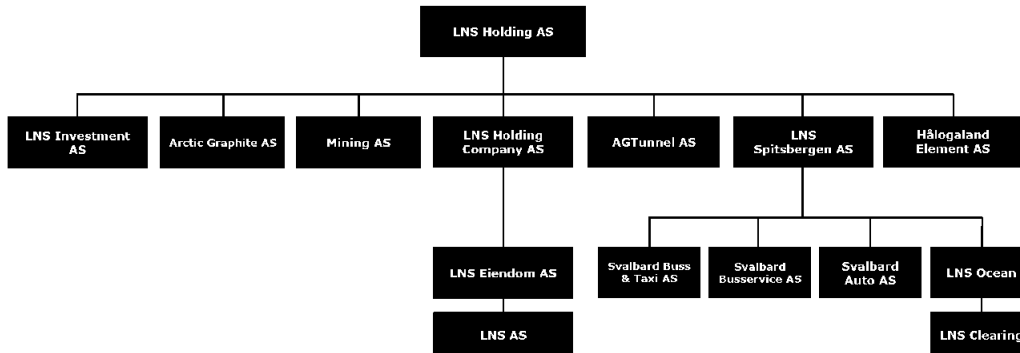 LNS Holding AS
LNS Investment
AS
Arctic Graphite AS
Mining AS
LNS Holding
Company AS
AGTunnel AS
LNS
Spitsbergen AS
Hålogaland
Element AS
LNS Eiendom AS
Svalbard Buss
& Taxi AS
Svalbard
Busservice AS
Svalbard
Auto AS
LNS Ocean
LNS AS
LNS Clearing